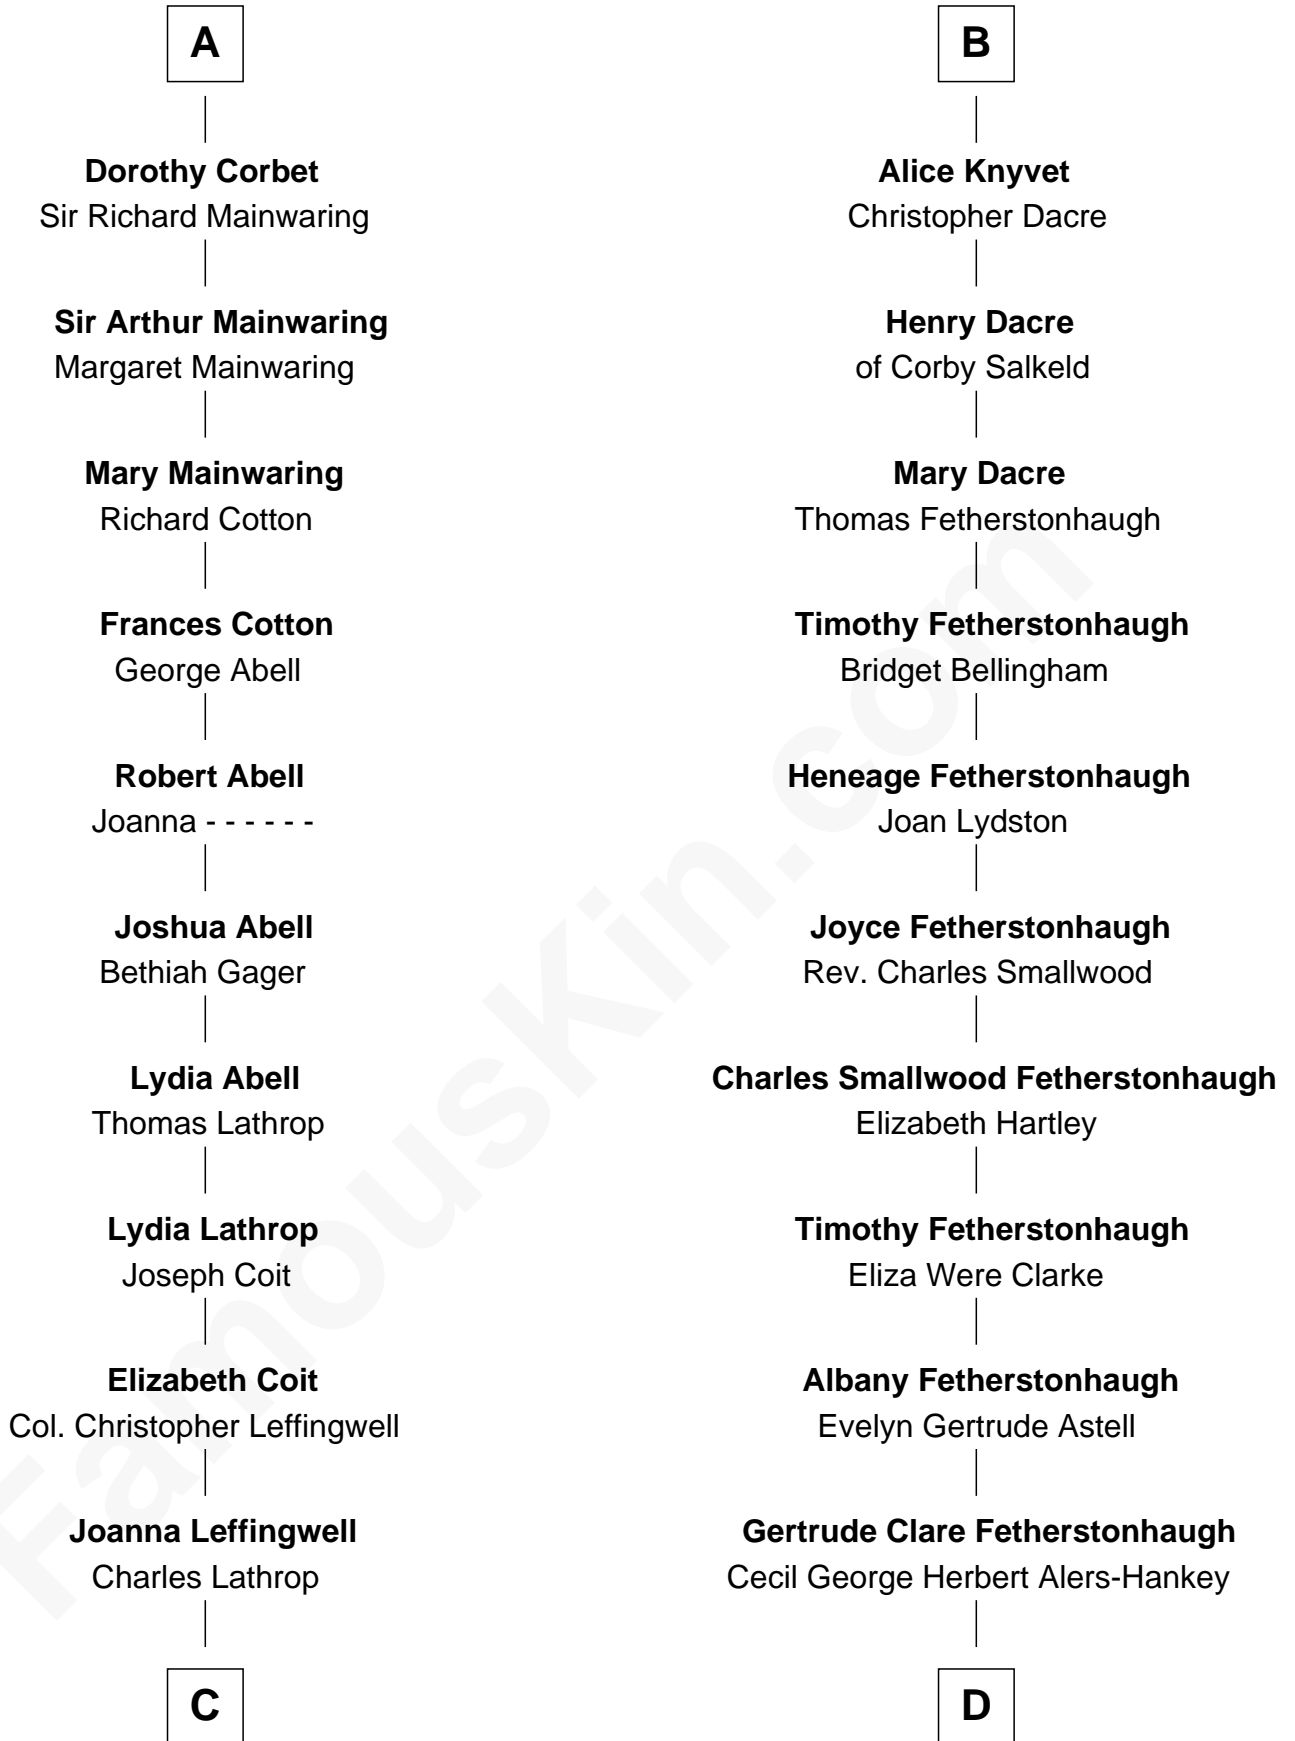 A
Dorothy Corbet
Sir Richard Mainwaring
Sir Arthur Mainwaring
Margaret Mainwaring
Mary Mainwaring
Richard Cotton
Frances Cotton
George Abell
Robert Abell
Joanna - - - - - -
Joshua Abell
Bethiah Gager
Lydia Abell
Thomas Lathrop
Lydia Lathrop
Joseph Coit
Elizabeth Coit
Col. Christopher Leffingwell
Joanna Leffingwell
Charles Lathrop
C
B
Alice Knyvet
Christopher Dacre
Henry Dacre
of Corby Salkeld
Mary Dacre
Thomas Fetherstonhaugh
Timothy Fetherstonhaugh
Bridget Bellingham
Heneage Fetherstonhaugh
Joan Lydston
Joyce Fetherstonhaugh
Rev. Charles Smallwood
Charles Smallwood Fetherstonhaugh
Elizabeth Hartley
Timothy Fetherstonhaugh
Eliza Were Clarke
Albany Fetherstonhaugh
Evelyn Gertrude Astell
Gertrude Clare Fetherstonhaugh
Cecil George Herbert Alers-Hankey
D
FamousKin.com